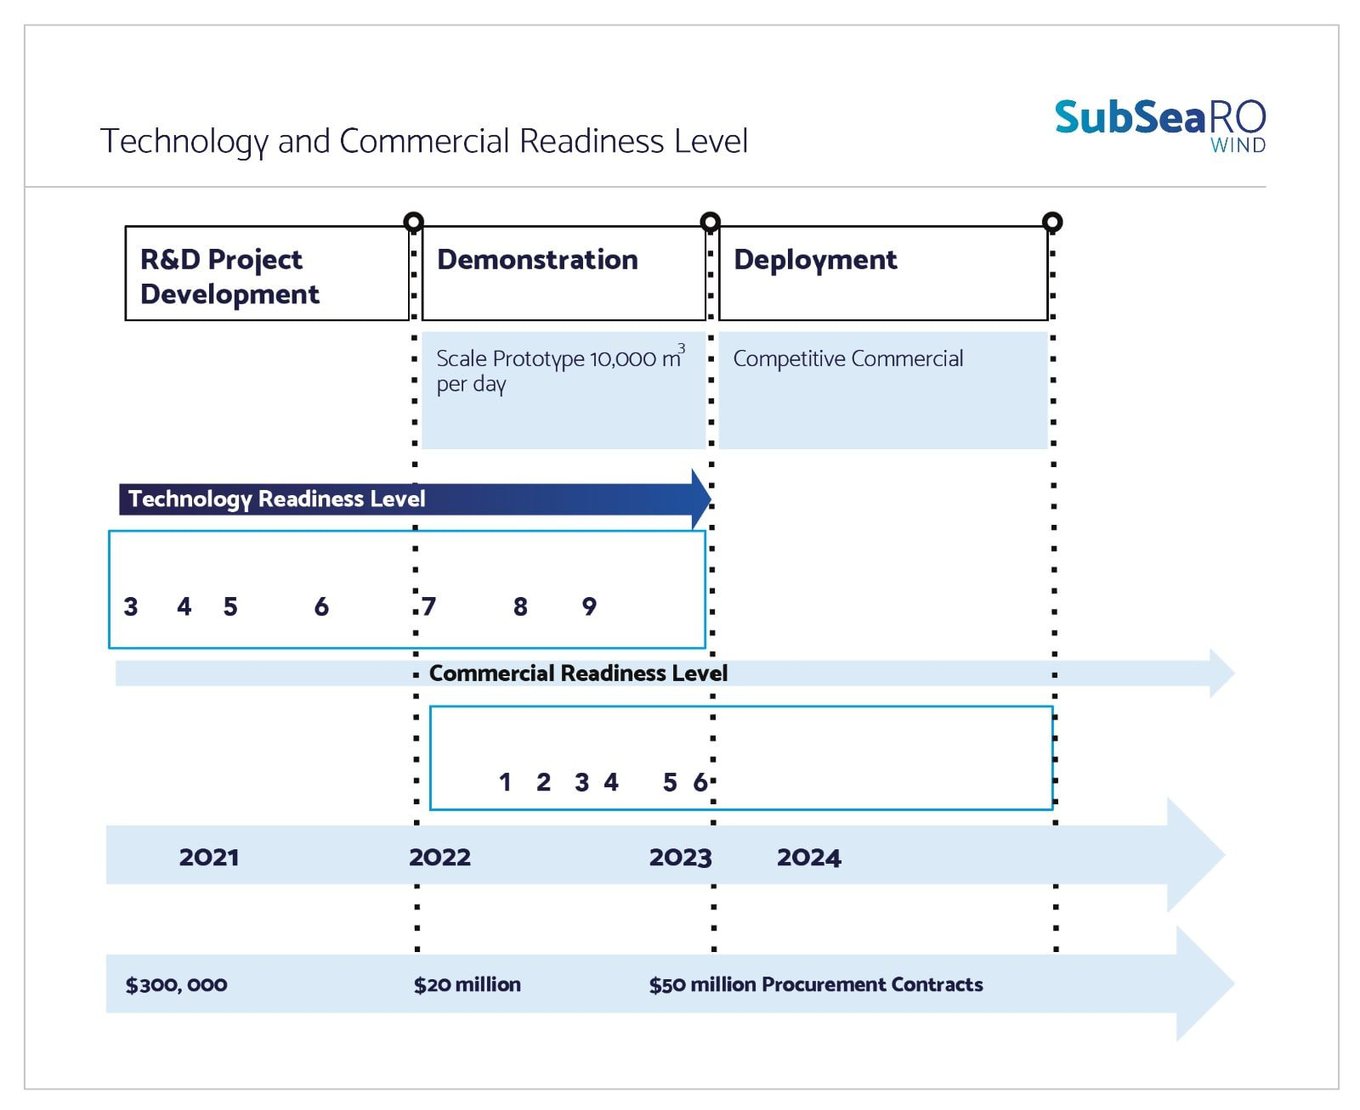 SubSeaRO
WIND
Technology and Commercial Readiness Level
R&D Project
Development
Demonstration
Deployment
Scale Prototype 10,000 m³
per day
Competitive Commercial
Technology Readiness Level
3 4 5 6 7 8 9
Commercial Readiness Level
1 2 3 4 5 6
2021 2022 2023 2024
$300, 000 $20 million $50 million Procurement Contracts